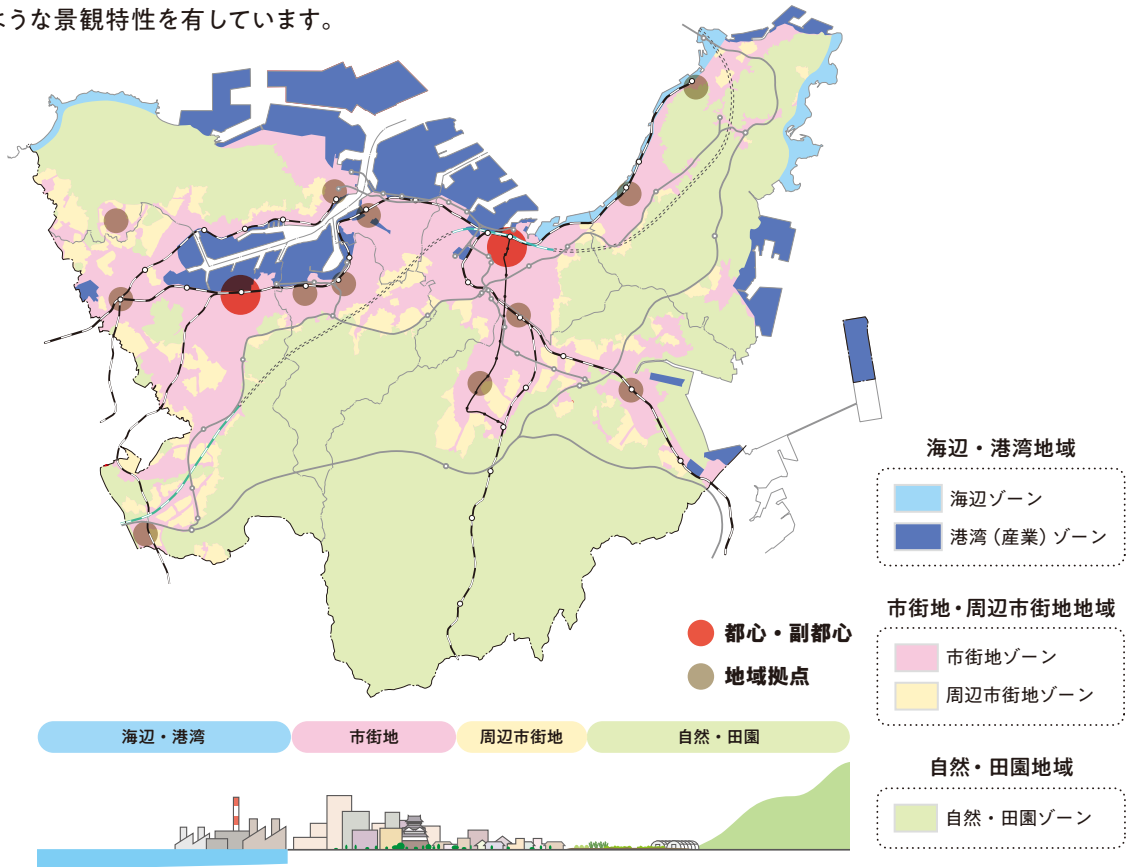 ような景観特性を有しています。
海辺・港湾地域
海辺ゾーン
港湾（産業）ゾーン
市街地・周辺市街地地域
市街地ゾーン
周辺市街地ゾーン
自然・田園地域
自然・田園ゾーン
都心・副都心
地域拠点
海辺・港湾
市街地
周辺市街地
自然・田園